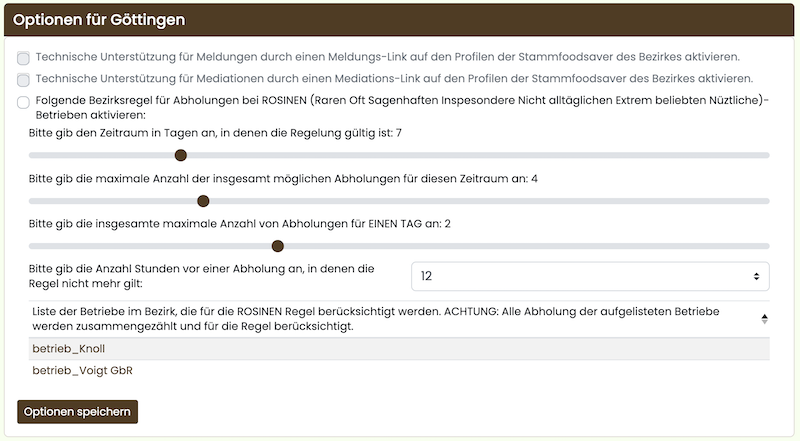 Optionen für Göttingen
Technische Unterstützung für Meldungen durch einen Meldungs-Link auf den Profilen der Stammfoodsaver des Bezirkes aktivieren.
Technische Unterstützung für Mediationen durch einen Mediations-Link auf den Profilen der Stammfoodsaver des Bezirkes aktivieren.
Folgende Bezirksregel für Abholungen bei ROSINEN (Raren Oft Sagenhaften Inspesondere Nicht alltäglichen Extrem beliebten Nüztliche)-
Betrieben aktivieren:
Bitte gib den Zeitraum in Tagen an, in denen die Regelung gültig ist: 7
Bitte gib die maximale Anzahl der insgesamt möglichen Abholungen für diesen Zeitraum an: 4
Bitte gib die insgesamte maximale Anzahl von Abholungen für EINEN TAG an: 2
Bitte gib die Anzahl Stunden vor einer Abholung an, in denen die
Regel nicht mehr gilt:
12
Liste der Betriebe im Bezirk, die für die ROSINEN Regel berücksichtigt werden. ACHTUNG: Alle Abholung der aufgelisteten Betriebe
werden zusammengezählt und für die Regel berücksichtigt.
betrieb_Knoll
betrieb_Voigt GbR
Optionen speichern